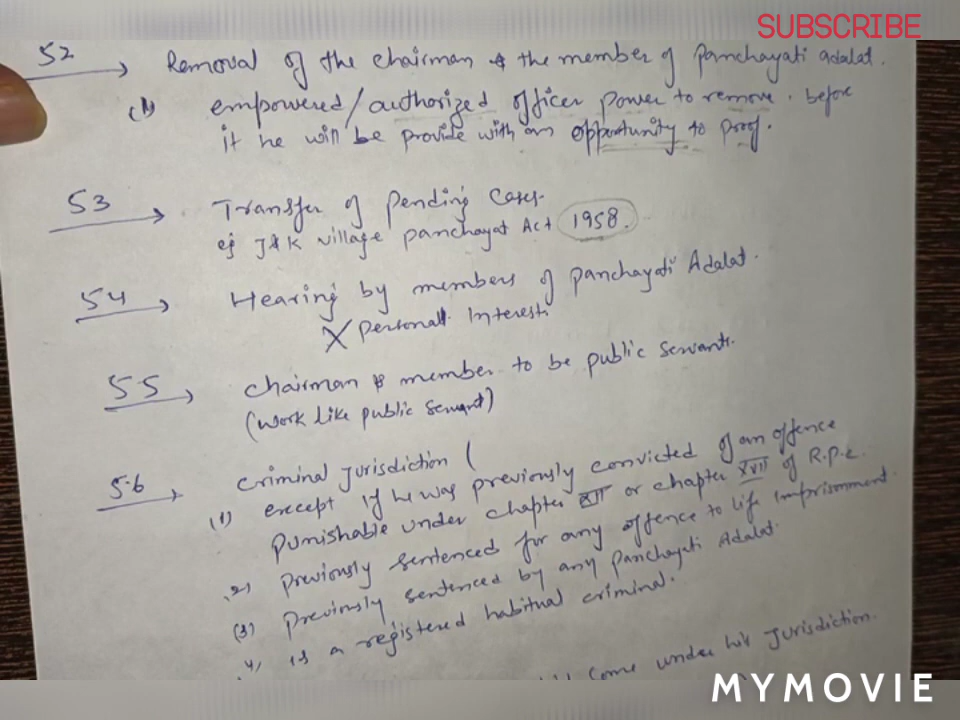 SUBSCRIBE
52 → Removal of the chairman & the member of Panchayati adalat.
(1) empowered/authorized officer power to remove. before
it he will be provide with an opportunity to proof.
53 → Transfer of Pending Cases.
eg J&K village panchayat Act 1958.
54 → Hearing by members of panchayati Adalat.
X personal Interest
55 → chairman & member to be public servants.
(work like public servant)
56 → criminal Jurisdiction (
(1) except if he was previously convicted of an offence
punishable under chapter XII or chapter XVII of R.P.C.
(2) previously sentenced for any offence to life imprisonment.
(3) previously sentenced by any Panchayati Adalat.
4, is a registered habitual criminal.
come under his Jurisdiction.
MYMOVIE